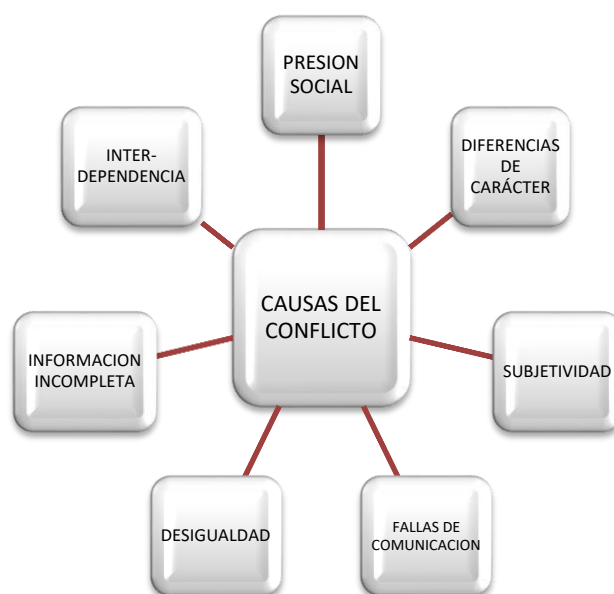 PRESION
SOCIAL
DIFERENCIAS
DE
CARÁCTER
INTER-
DEPENDENCIA
CAUSAS DEL
CONFLICTO
INFORMACION
INCOMPLETA
SUBJETIVIDAD
DESIGUALDAD
FALLAS DE
COMUNICACION